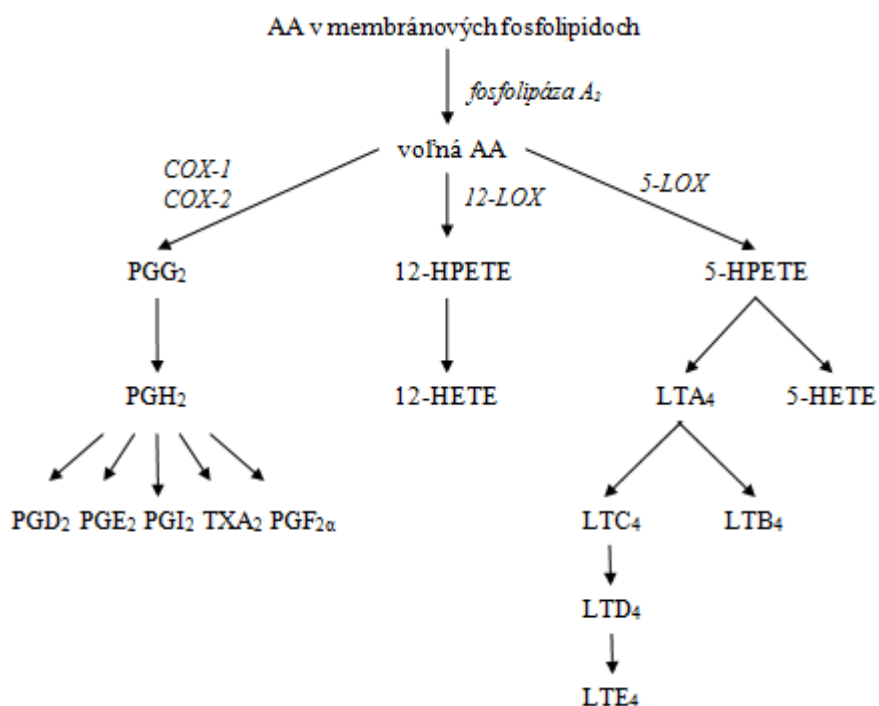 AA v membránových fosfolipidoch
fosfolipáza A₂
voľná AA
COX-1
COX-2
12-LOX
5-LOX
PGG₂
12-HPETE
5-HPETE
PGH₂
12-HETE
LTA₄
5-HETE
PGD₂ PGE₂ PGI₂ TXA₂ PGF₂α
LTC₄
LTB₄
LTD₄
LTE₄